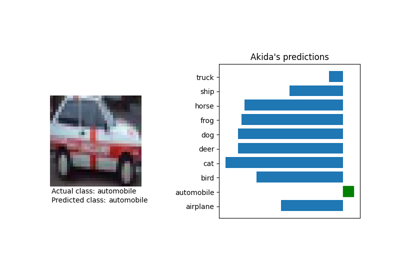 Akida's predictions
truck
ship
horse
frog
dog
deer
cat
bird
automobile
airplane
Actual class: automobile
Predicted class: automobile